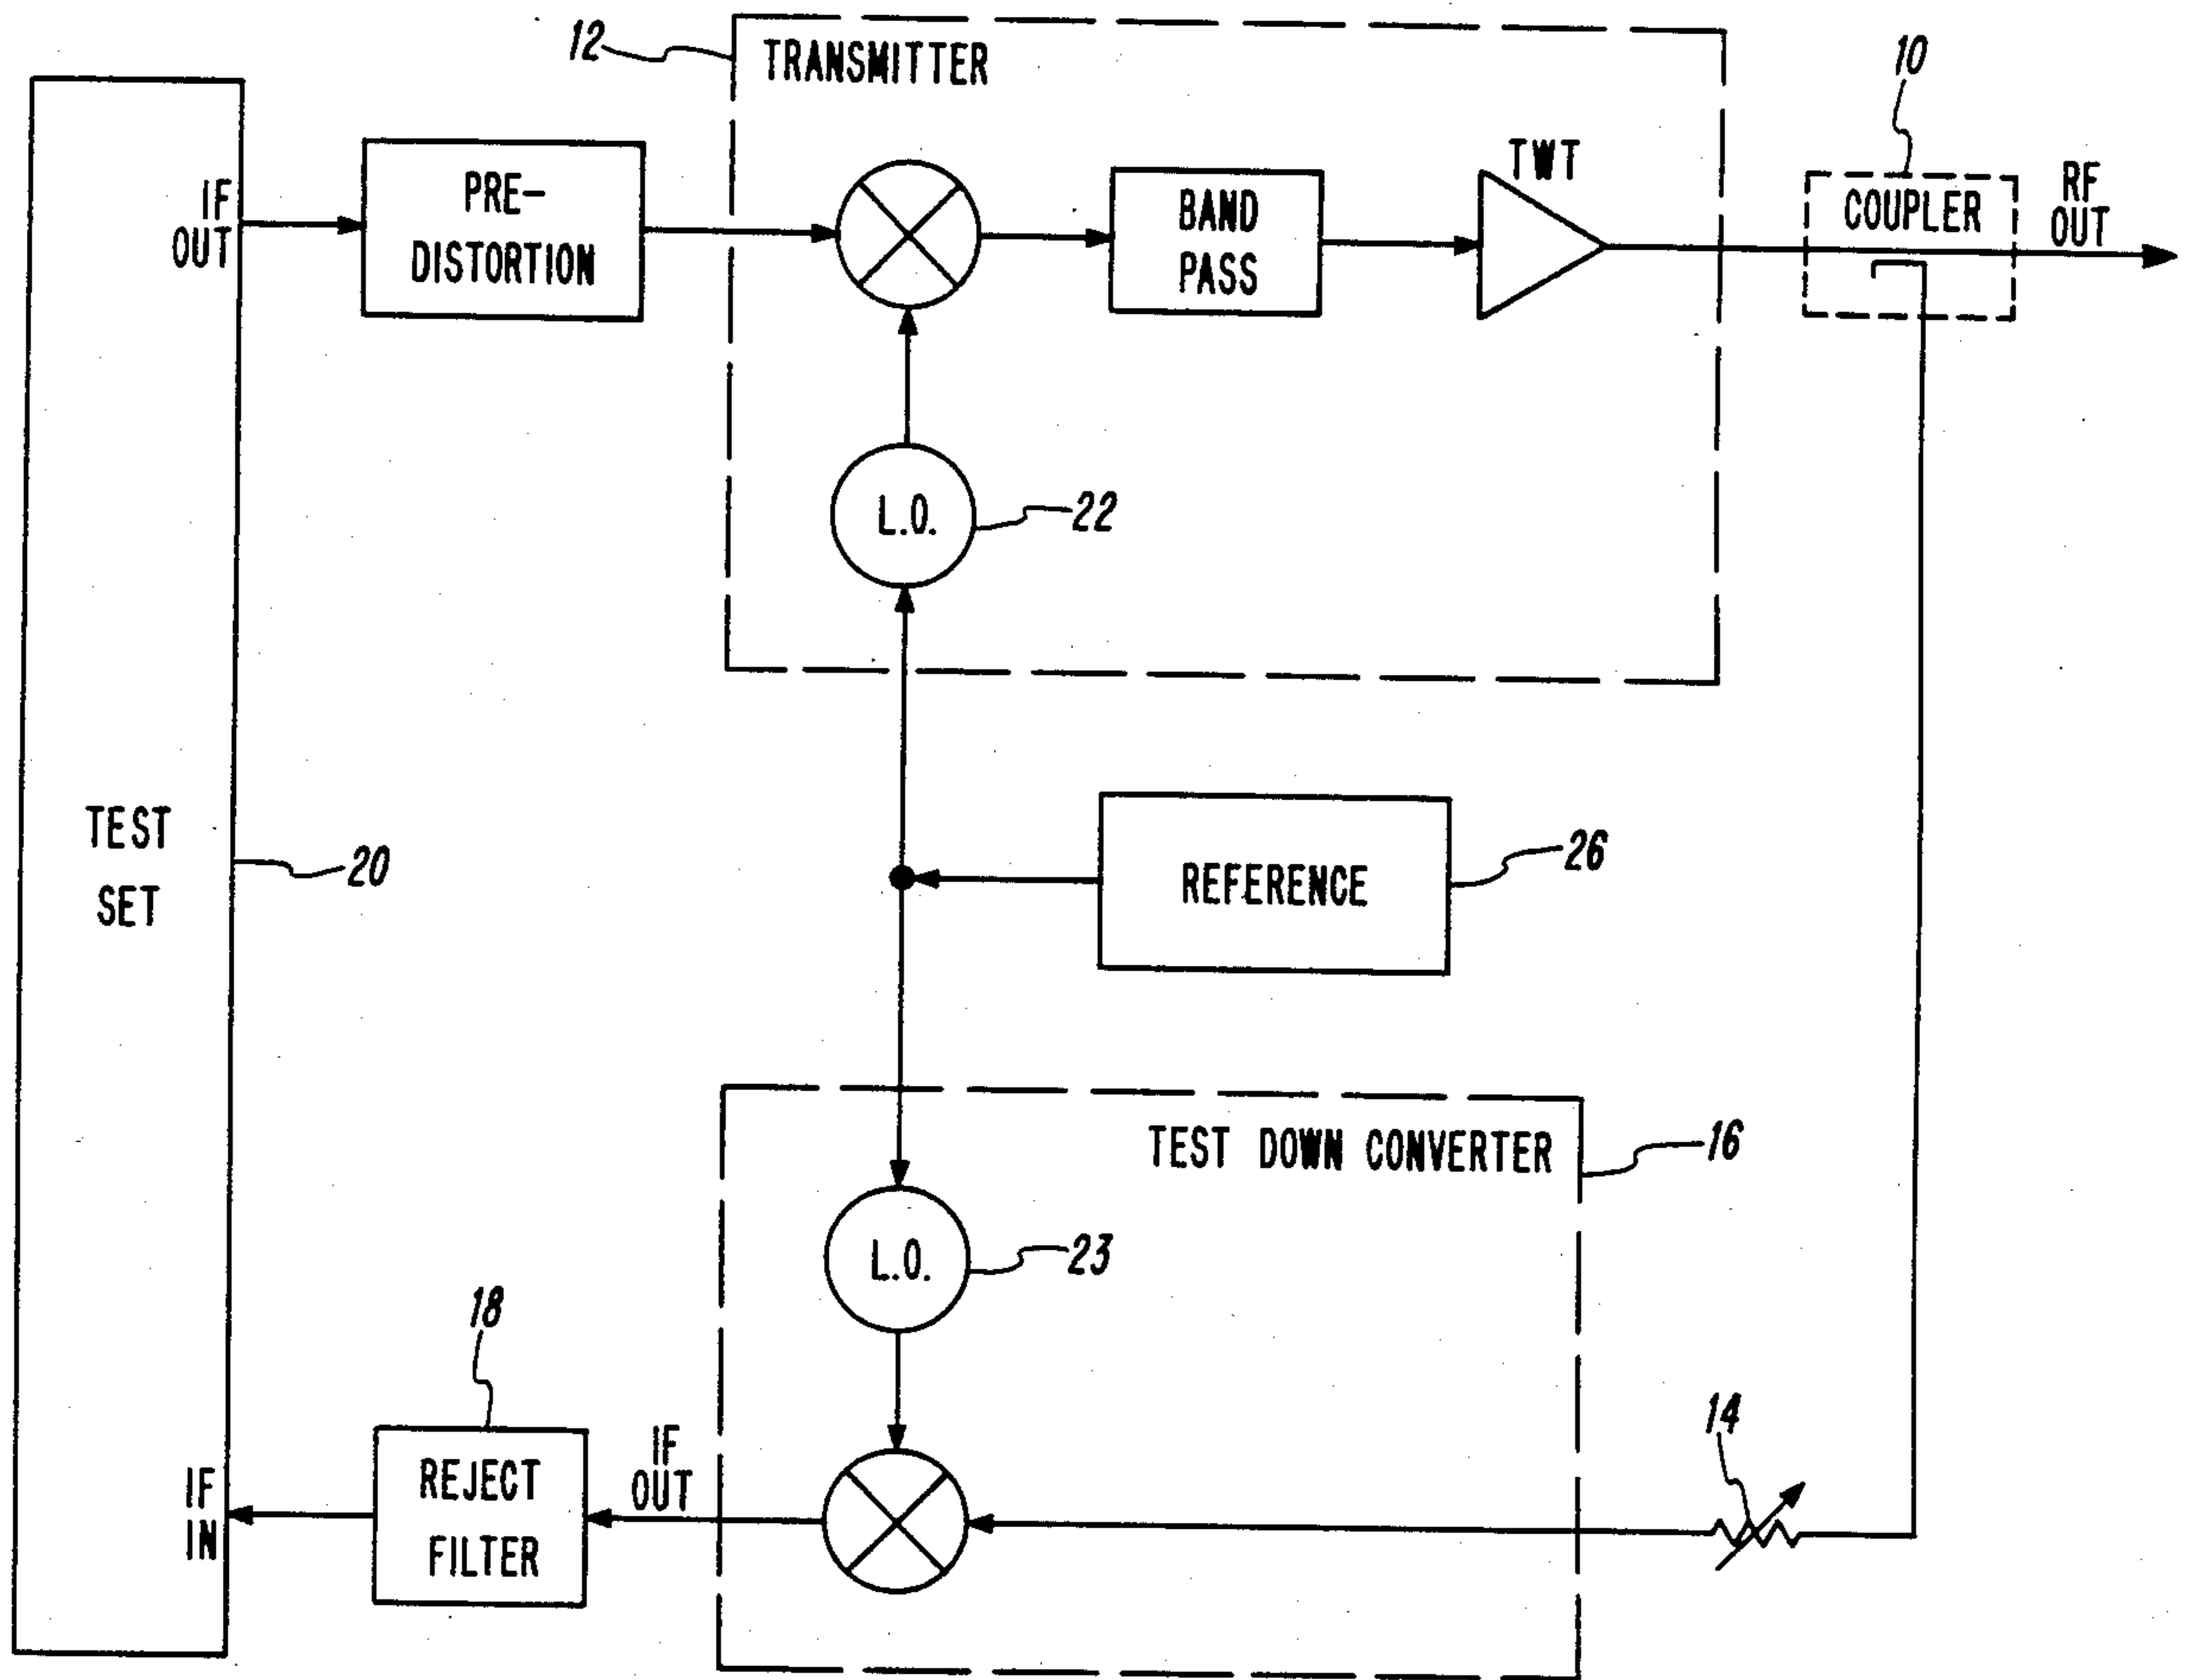 12
TRANSMITTER
10
IF
OUT
PRE-
DISTORTION
BAND
PASS
TWT
COUPLER
RF
OUT
L.O.
22
TEST
SET
20
REFERENCE
26
TEST DOWN CONVERTER
16
L.O.
23
18
14
IF
IN
REJECT
FILTER
IF
OUT